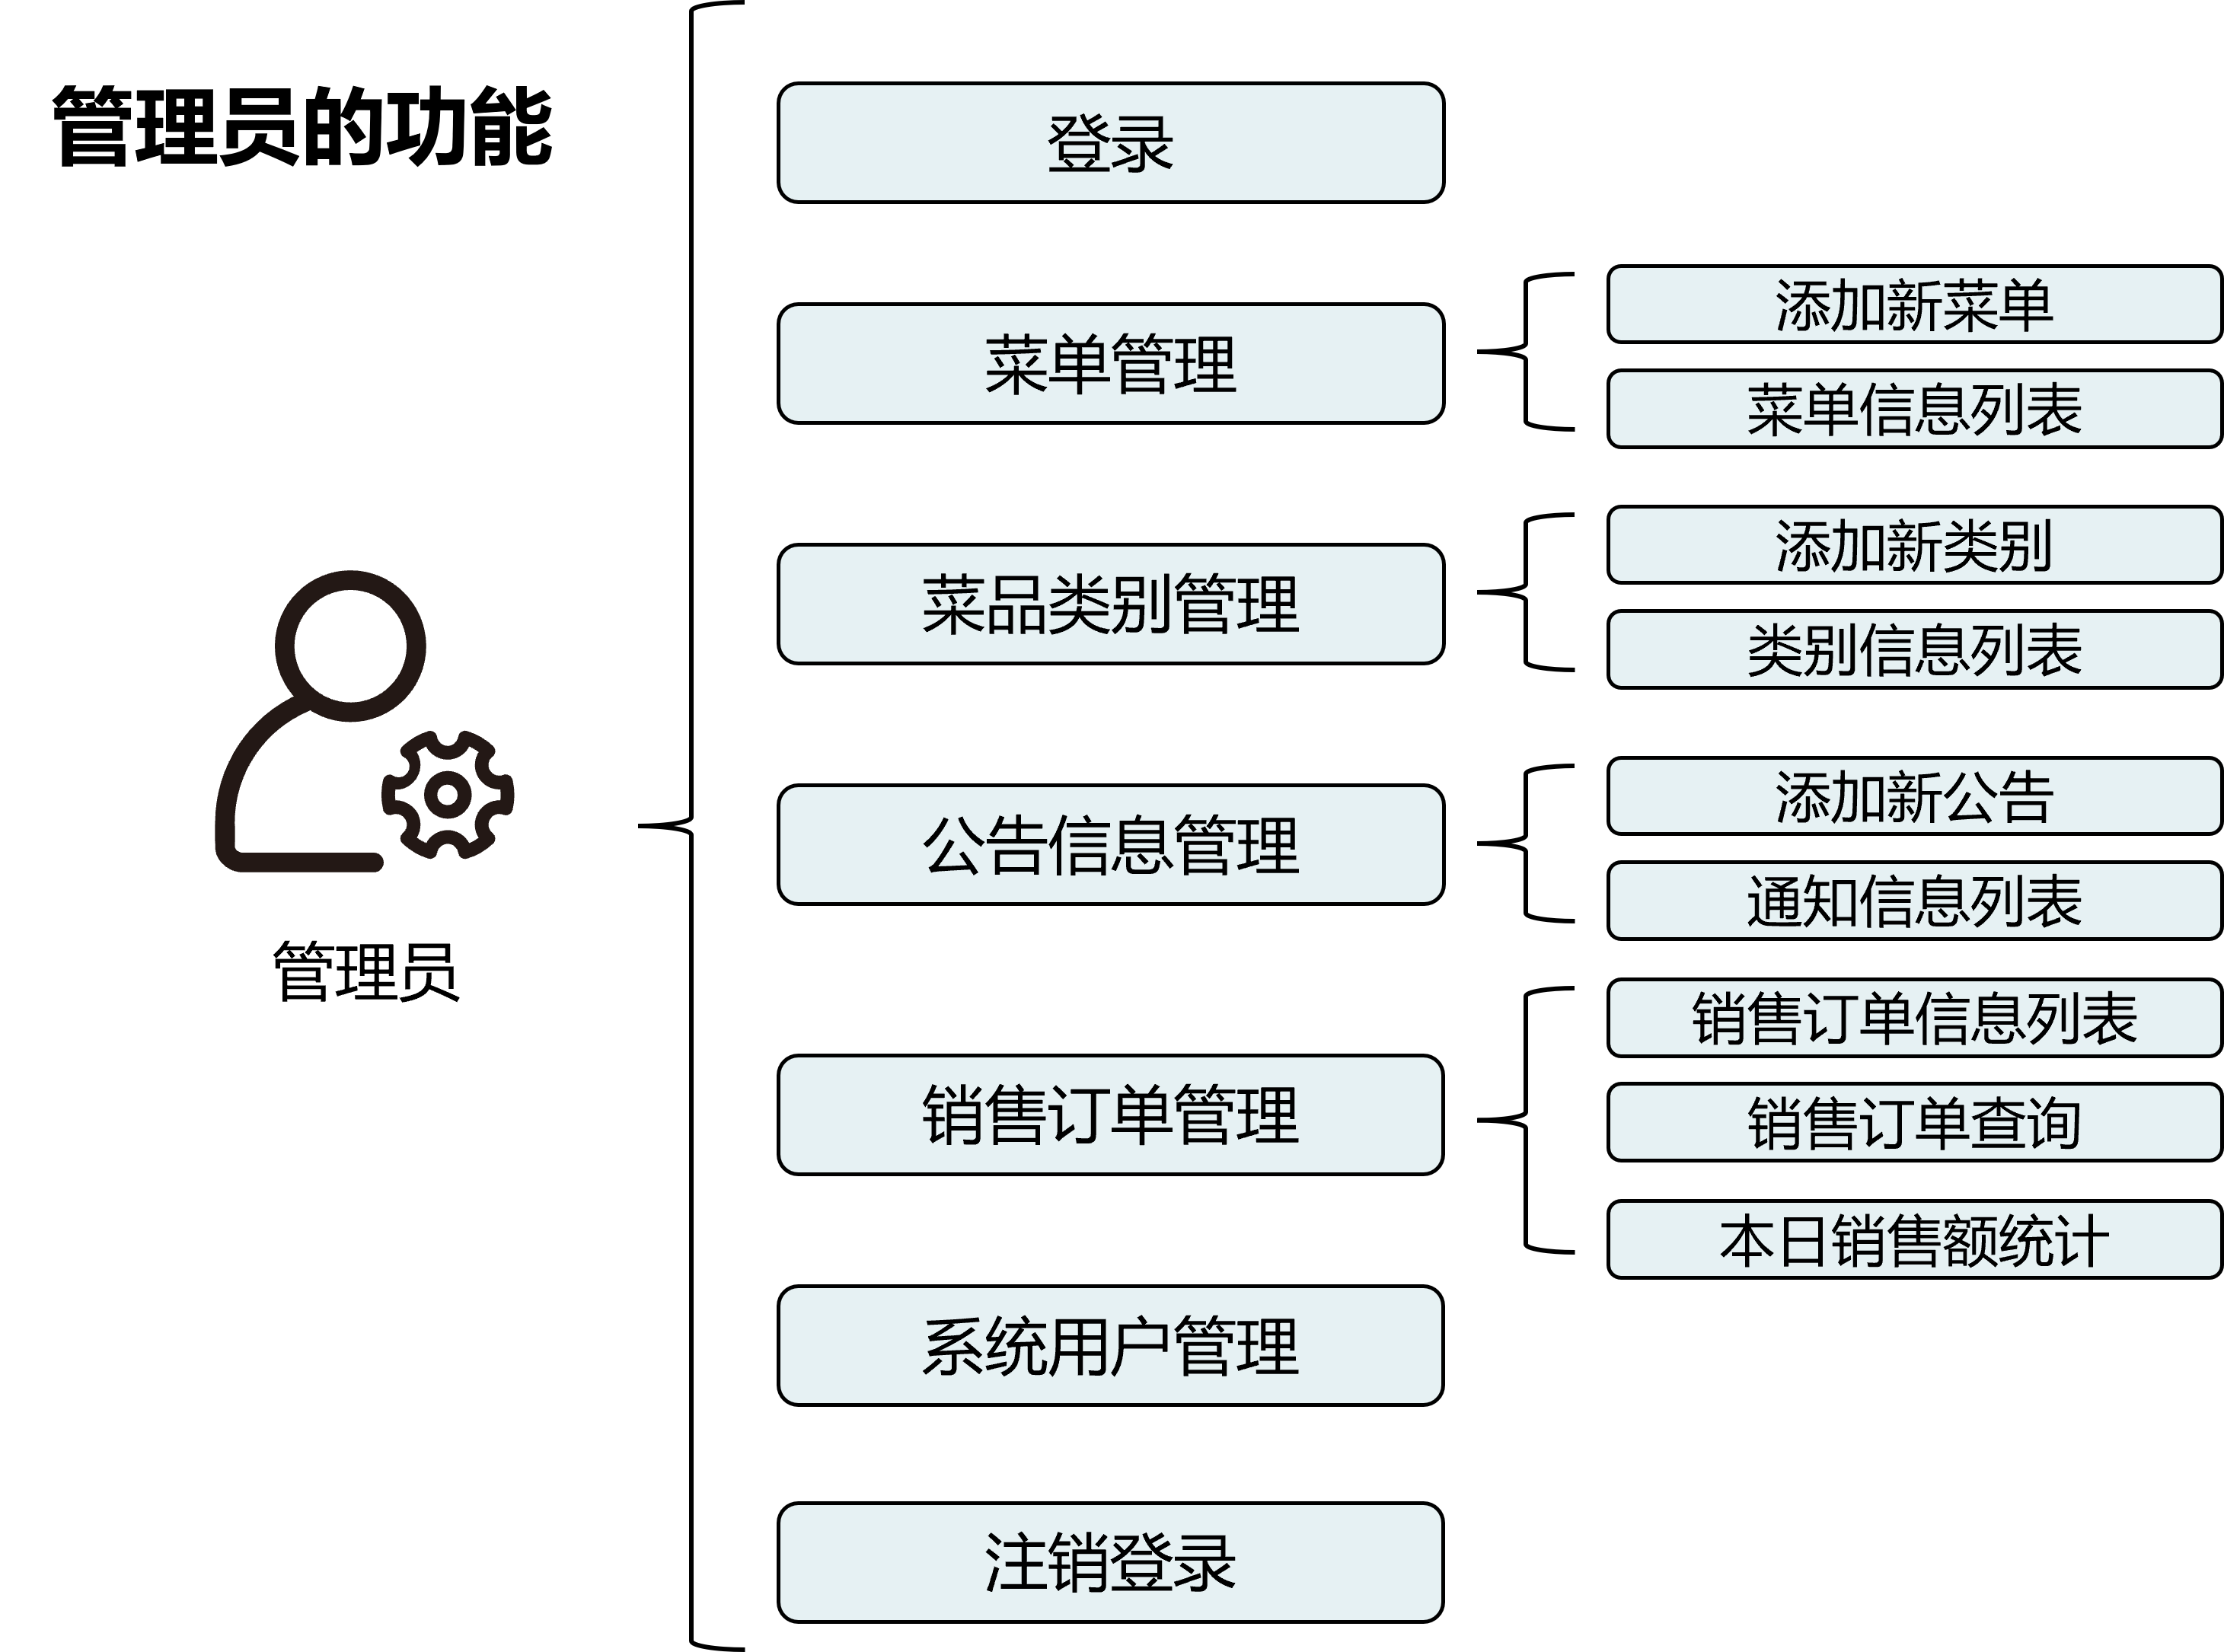 管理员的功能
管理员
登录
菜单管理
添加新菜单
菜单信息列表
菜品类别管理
添加新类别
类别信息列表
公告信息管理
添加新公告
通知信息列表
销售订单管理
销售订单信息列表
销售订单查询
本日销售额统计
系统用户管理
注销登录